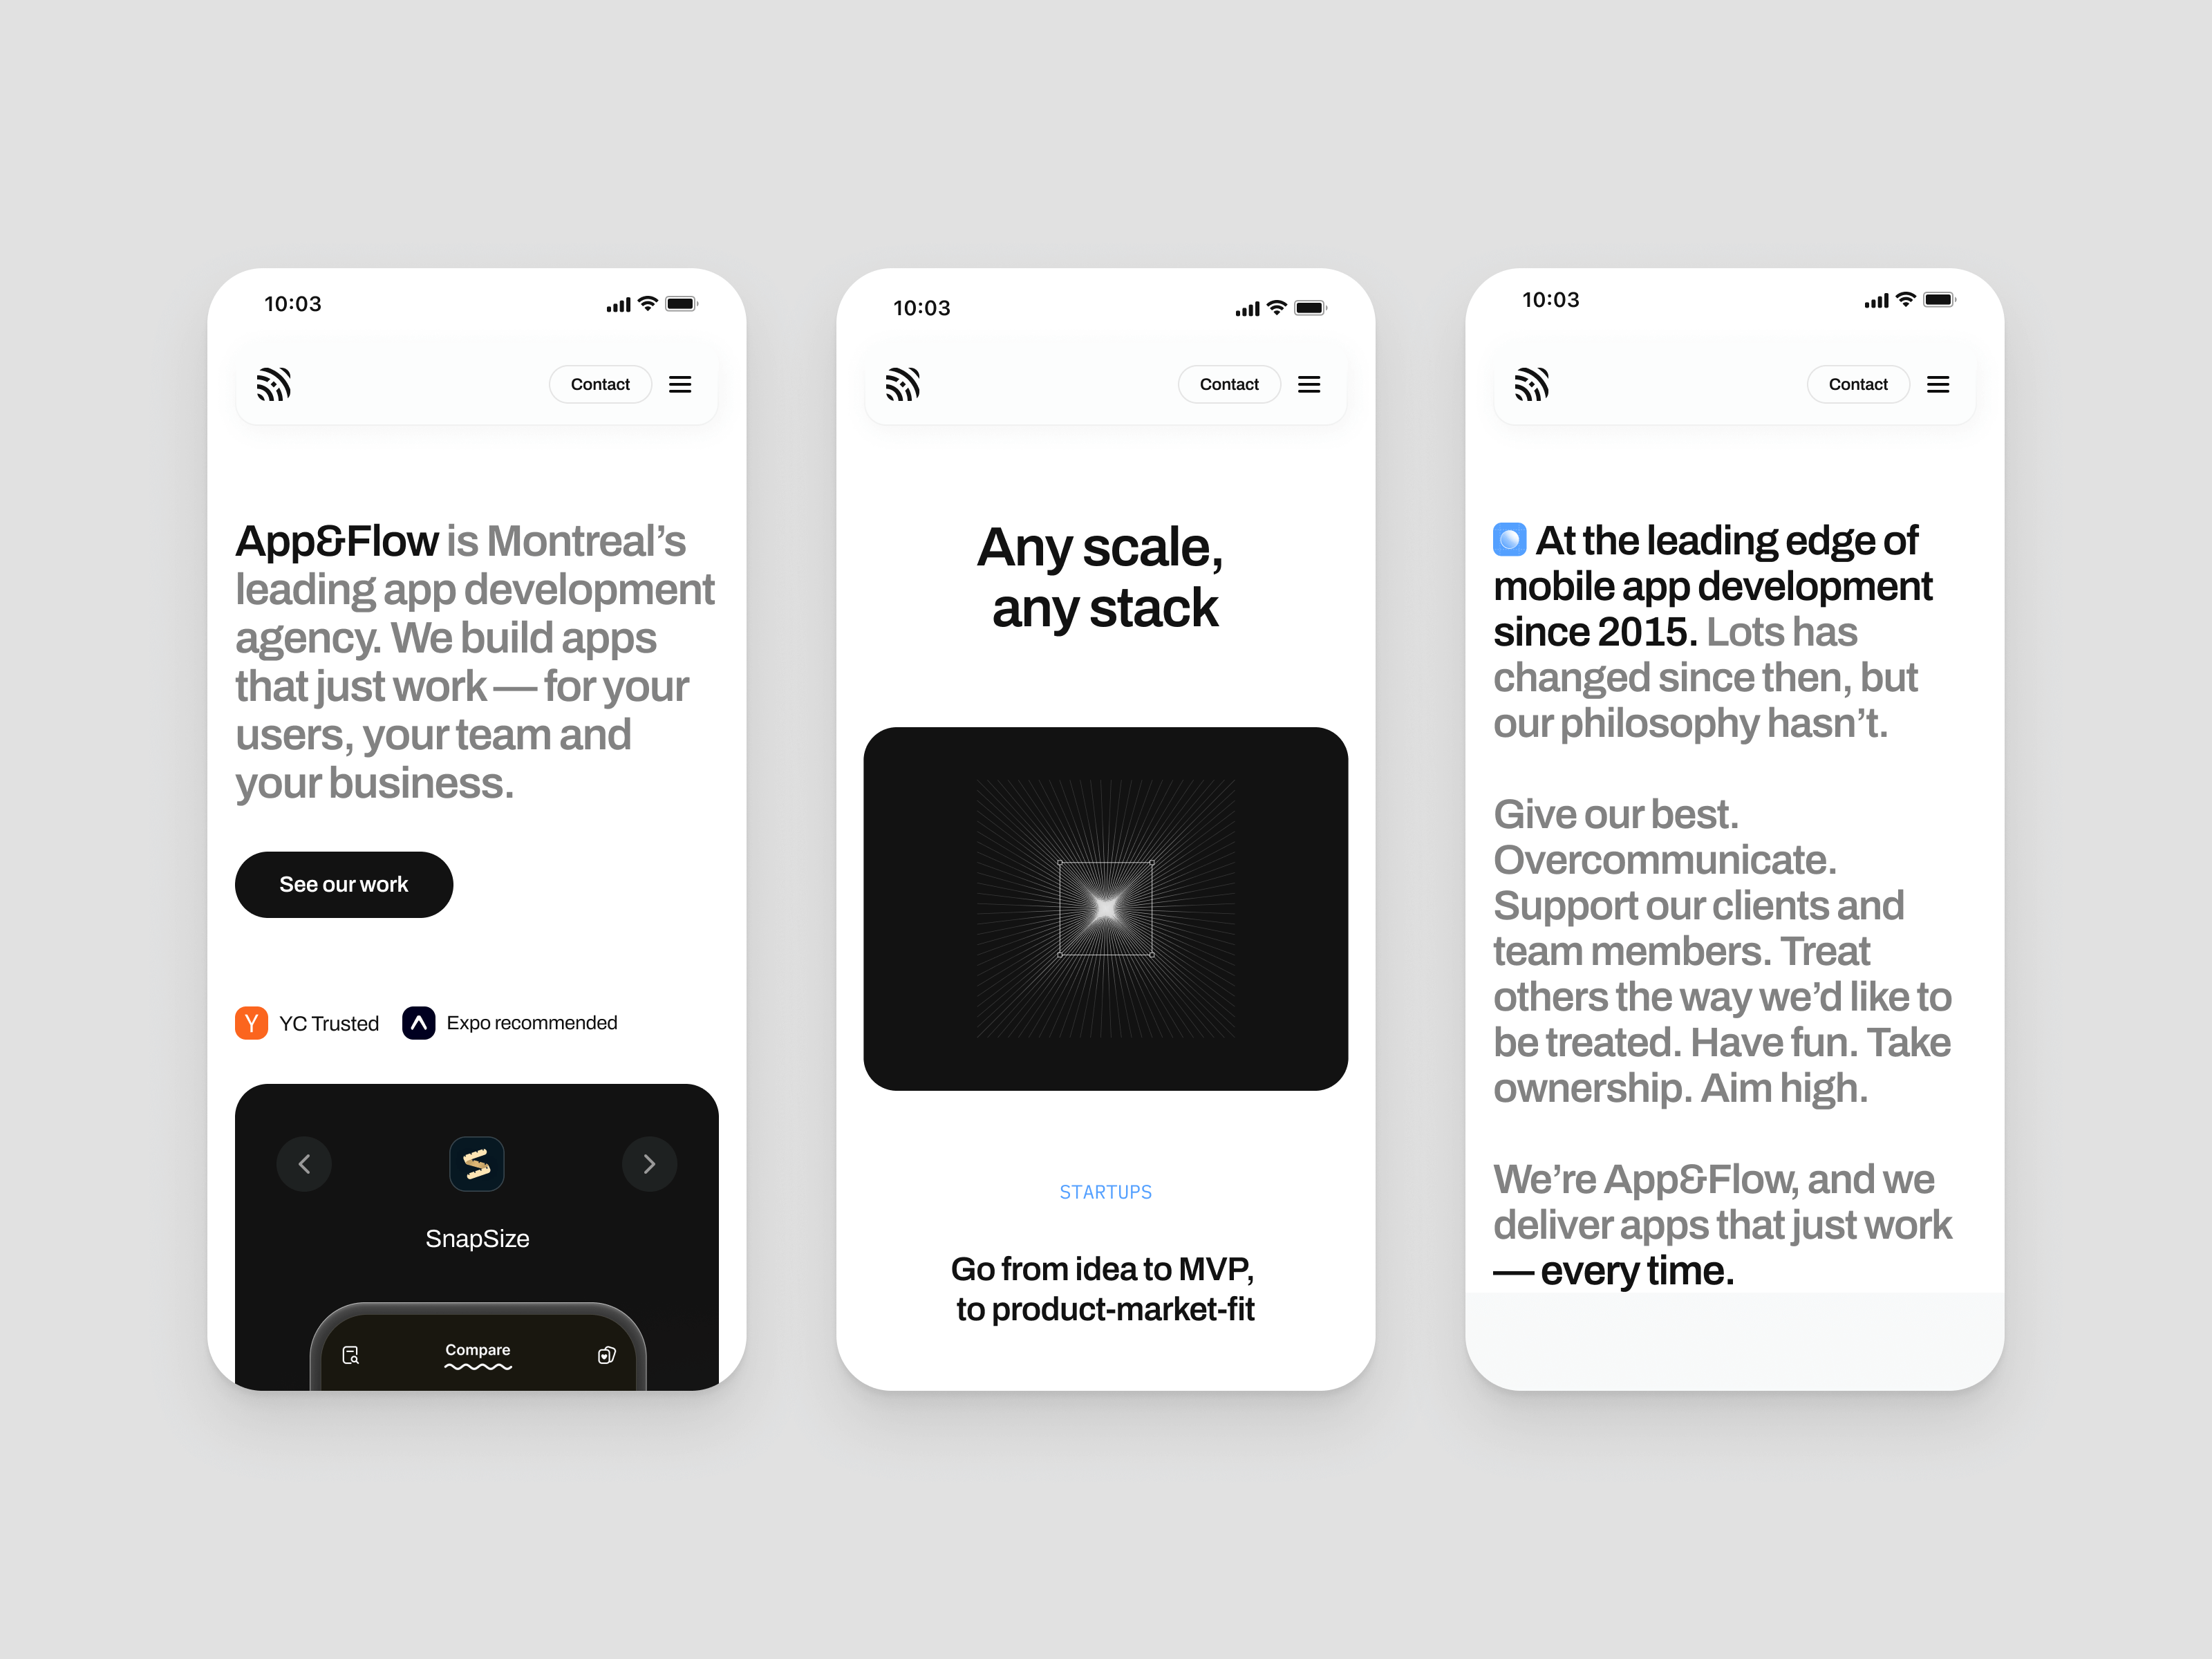 10:03
Contact
App&Flow is Montreal’s
leading app development
agency. We build apps
that just work — for your
users, your team and
your business.
See our work
Y YC Trusted
Expo recommended
SnapSize
Compare
10:03
Contact
Any scale,
any stack
STARTUPS
Go from idea to MVP,
to product-market-fit
10:03
Contact
At the leading edge of
mobile app development
since 2015. Lots has
changed since then, but
our philosophy hasn’t.
Give our best.
Overcommunicate.
Support our clients and
team members. Treat
others the way we’d like to
be treated. Have fun. Take
ownership. Aim high.
We’re App&Flow, and we
deliver apps that just work
— every time.